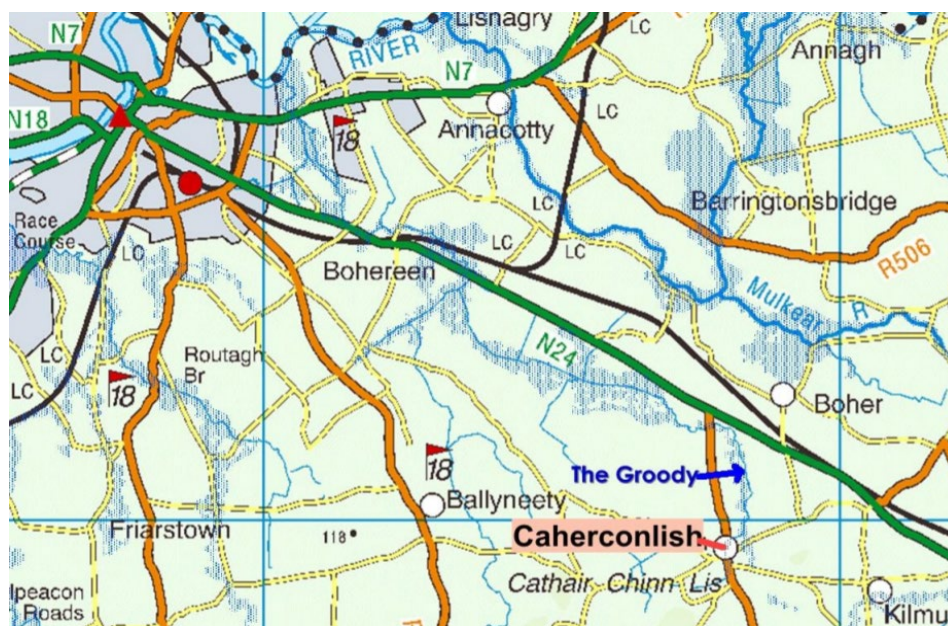 Lisnagry
LC
N7
RIVER
Annagh
N7
N18
18
Annacotty
LC
Barringtonsbridge
Race
Course
LC
LC
LC
LC
R506
Bohereen
Mulkear R
N24
LC
Routagh
Br
18
LC
Boher
18
The Groody
Ballyneety
Friarstown
118
Caherconlish
Cathair Chinn Lis
lpeacon
Roads
Kilmu